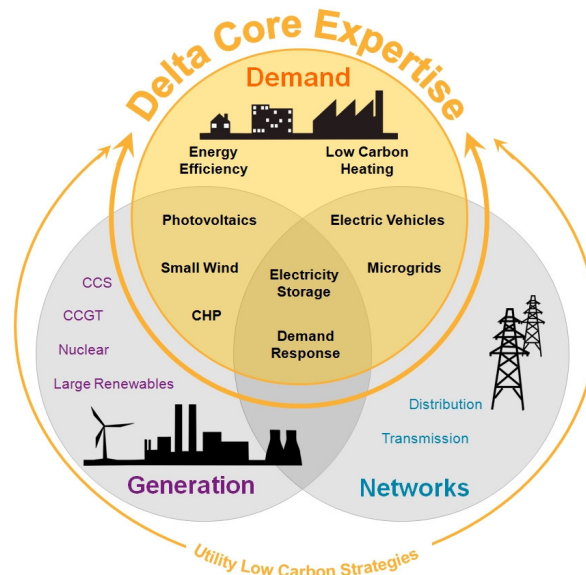 Delta Core Expertise
Demand
Energy
Efficiency
Low Carbon
Heating
Photovoltaics
Electric Vehicles
Small Wind
Electricity
Storage
Microgrids
CCS
CHP
CCGT
Demand
Response
Nuclear
Large Renewables
Distribution
Transmission
Generation
Networks
Utility Low Carbon Strategies